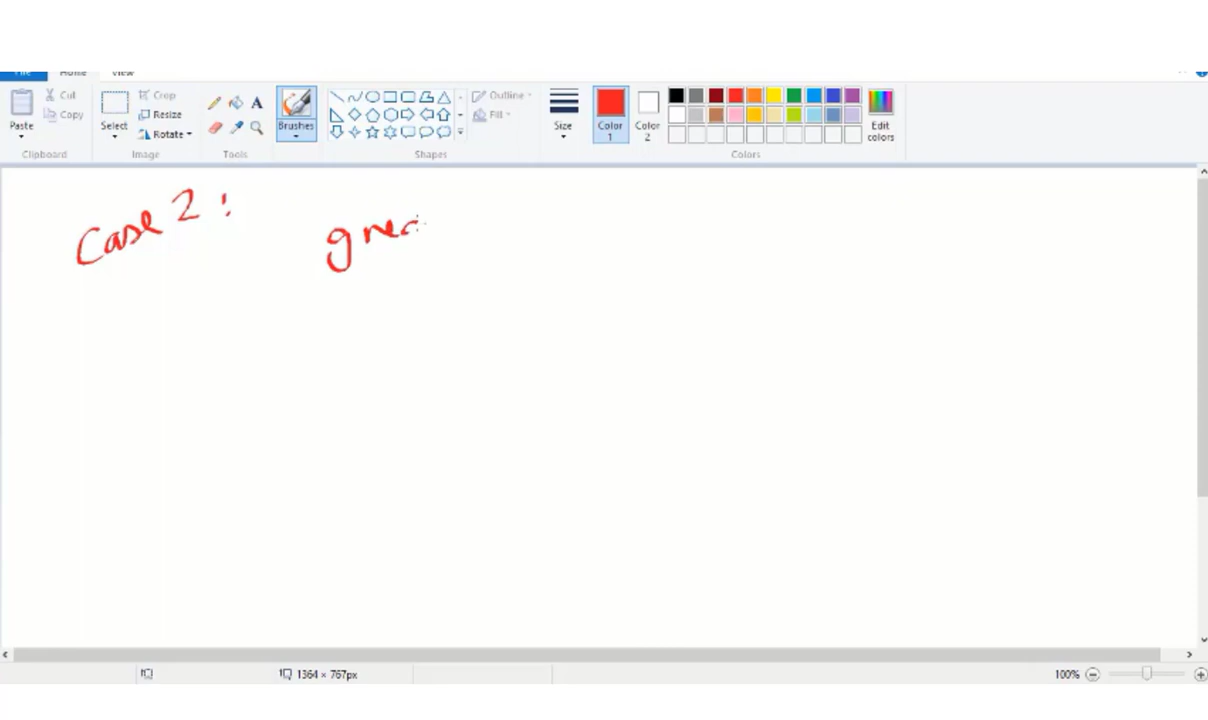 File Home View
Cut
Copy
Paste
Clipboard
Select
Crop
Resize
Rotate
Image
Tools
Brushes
Shapes
Outline
Fill
Size
Color 1
Color 2
Edit colors
Colors
Case 2:
1364 × 767px
100%